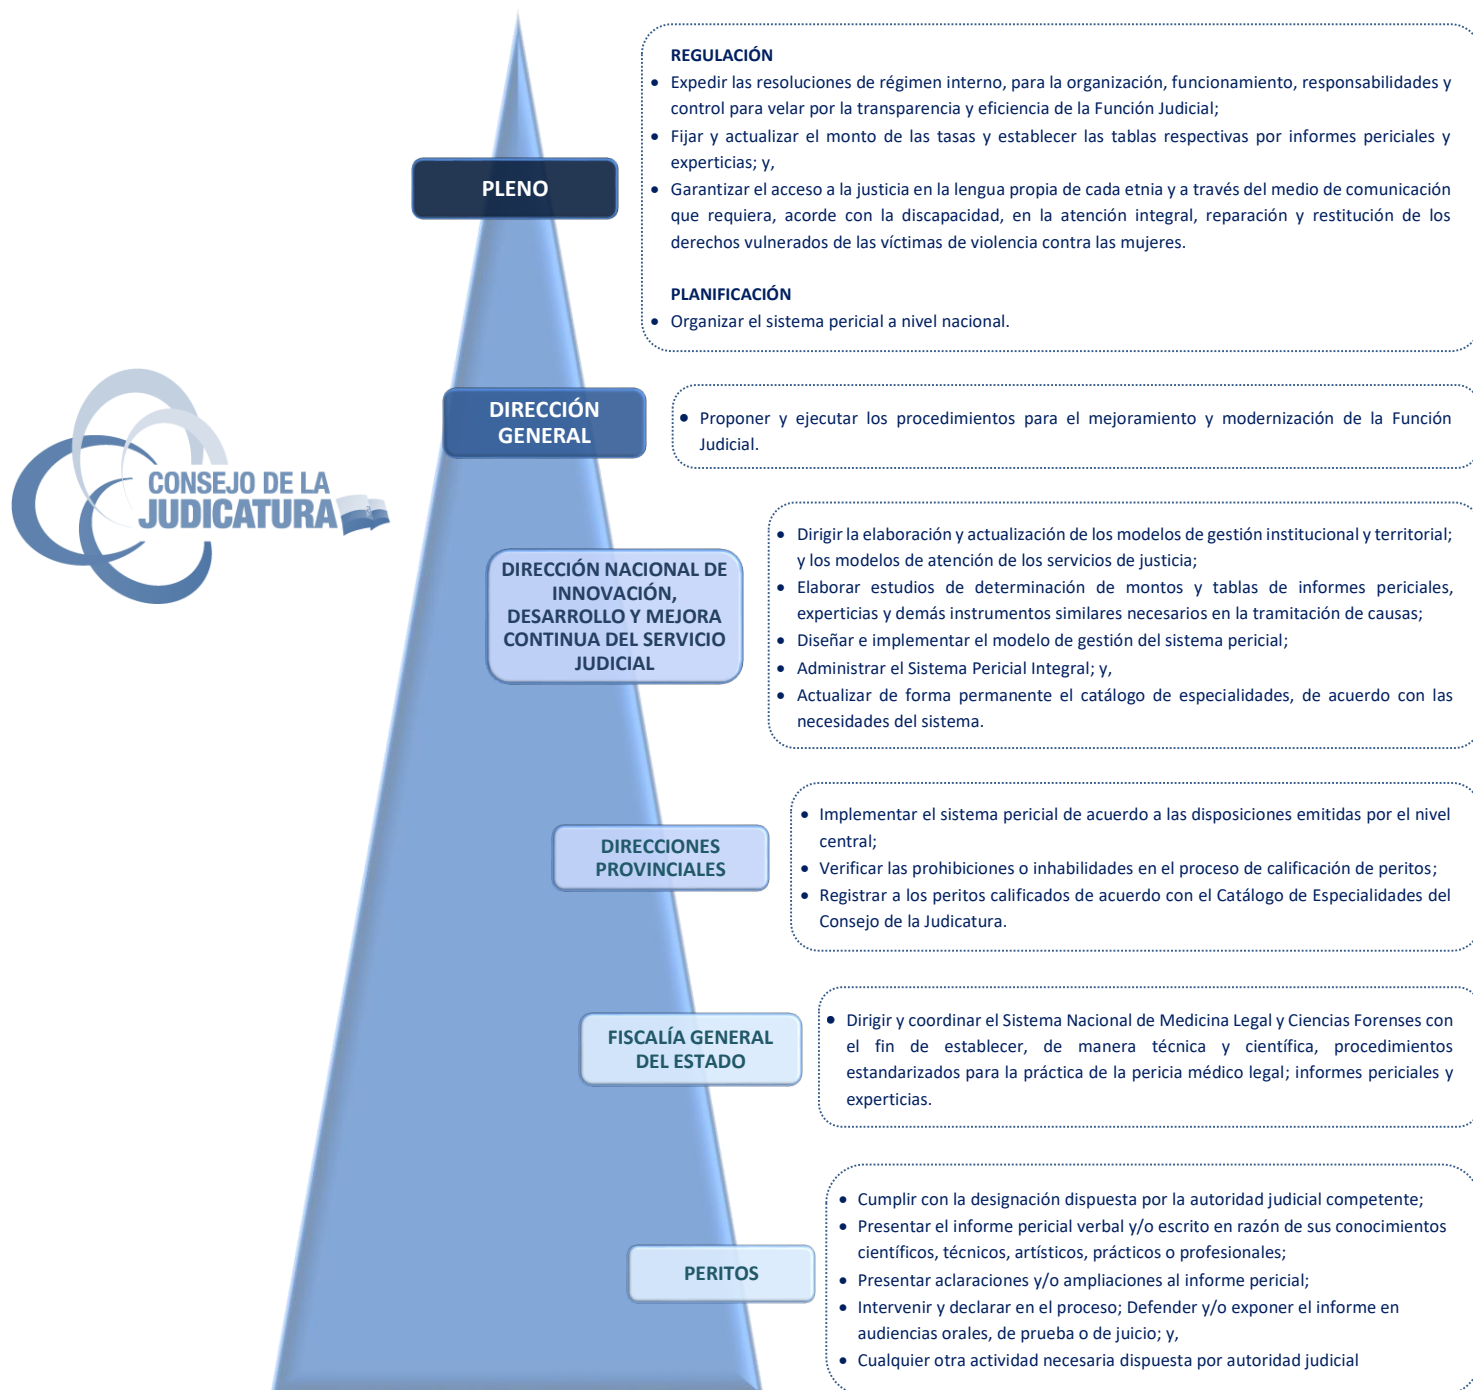 REGULACIÓN
• Expedir las resoluciones de régimen interno, para la organización, funcionamiento, responsabilidades y
control para velar por la transparencia y eficiencia de la Función Judicial;
• Fijar y actualizar el monto de las tasas y establecer las tablas respectivas por informes periciales y
experticias; y,
• Garantizar el acceso a la justicia en la lengua propia de cada etnia y a través del medio de comunicación
que requiera, acorde con la discapacidad, en la atención integral, reparación y restitución de los
derechos vulnerados de las víctimas de violencia contra las mujeres.
PLANIFICACIÓN
• Organizar el sistema pericial a nivel nacional.
PLENO
DIRECCIÓN
GENERAL
• Proponer y ejecutar los procedimientos para el mejoramiento y modernización de la Función
Judicial.
CONSEJO DE LA
JUDICATURA
DIRECCIÓN NACIONAL DE
INNOVACIÓN,
DESARROLLO Y MEJORA
CONTINUA DEL SERVICIO
JUDICIAL
• Dirigir la elaboración y actualización de los modelos de gestión institucional y territorial;
y los modelos de atención de los servicios de justicia;
• Elaborar estudios de determinación de montos y tablas de informes periciales,
experticias y demás instrumentos similares necesarios en la tramitación de causas;
• Diseñar e implementar el modelo de gestión del sistema pericial;
• Administrar el Sistema Pericial Integral; y,
• Actualizar de forma permanente el catálogo de especialidades, de acuerdo con las
necesidades del sistema.
DIRECCIONES
PROVINCIALES
• Implementar el sistema pericial de acuerdo a las disposiciones emitidas por el nivel
central;
• Verificar las prohibiciones o inhabilidades en el proceso de calificación de peritos;
• Registrar a los peritos calificados de acuerdo con el Catálogo de Especialidades del
Consejo de la Judicatura.
FISCALÍA GENERAL
DEL ESTADO
• Dirigir y coordinar el Sistema Nacional de Medicina Legal y Ciencias Forenses con
el fin de establecer, de manera técnica y científica, procedimientos
estandarizados para la práctica de la pericia médico legal; informes periciales y
experticias.
PERITOS
• Cumplir con la designación dispuesta por la autoridad judicial competente;
• Presentar el informe pericial verbal y/o escrito en razón de sus conocimientos
científicos, técnicos, artísticos, prácticos o profesionales;
• Presentar aclaraciones y/o ampliaciones al informe pericial;
• Intervenir y declarar en el proceso; Defender y/o exponer el informe en
audiencias orales, de prueba o de juicio; y,
• Cualquier otra actividad necesaria dispuesta por autoridad judicial